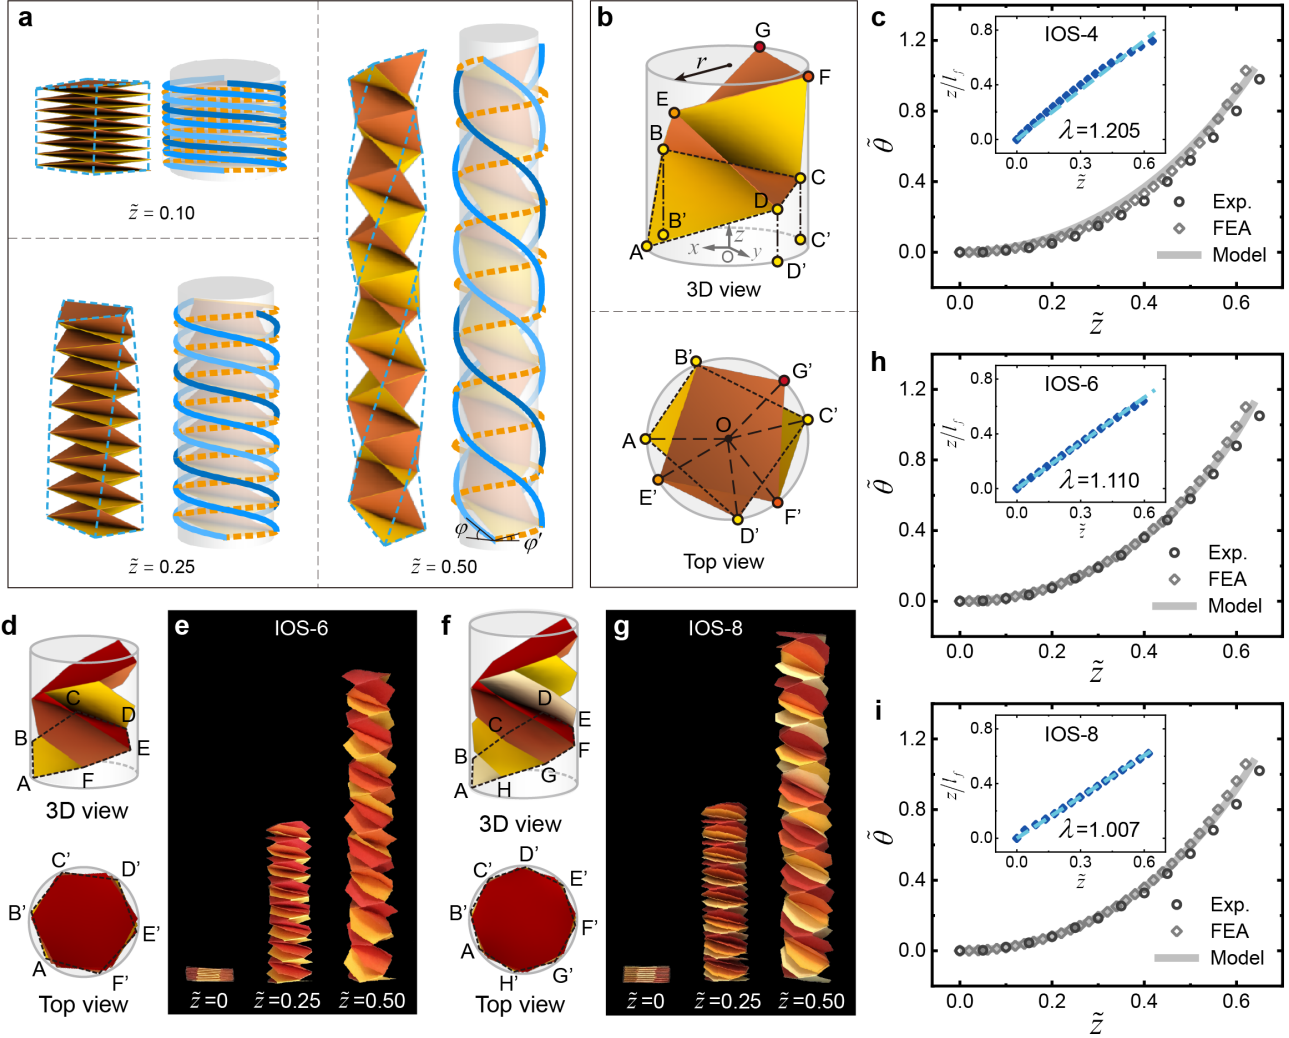 a
z̃ = 0.10
z̃ = 0.25
z̃ = 0.50
φ
φ'
b
G
r
F
E
B
C
D
B'
z
C'
A
x
O
y
D'
3D view
B'
G'
C'
O
A
E'
F'
D'
Top view
c
1.2
0.8
0.4
0.0
θ̃
IOS-4
0.8
0.4
0.0
z/l_f
λ=1.205
0.0 0.3 0.6
z̃
Exp.
FEA
Model
0.0 0.2 0.4 0.6
z̃
d
C
D
B
E
A
F
3D view
C'
D'
B'
E'
A
F'
Top view
e
IOS-6
z̃ =0 z̃ =0.25 z̃ =0.50
f
D
C
E
B
F
G
A
H
3D view
D'
C'
E'
B'
F'
A
G'
H'
Top view
g
IOS-8
z̃ =0 z̃ =0.25 z̃ =0.50
h
1.2
0.8
0.4
0.0
θ̃
IOS-6
0.8
0.4
0.0
z/l_f
λ=1.110
0.0 0.3 0.6
z̃
Exp.
FEA
Model
0.0 0.2 0.4 0.6
z̃
i
1.2
0.8
0.4
0.0
θ̃
IOS-8
0.8
0.4
0.0
z/l_f
λ=1.007
0.0 0.3 0.6
z̃
Exp.
FEA
Model
0.0 0.2 0.4 0.6
z̃